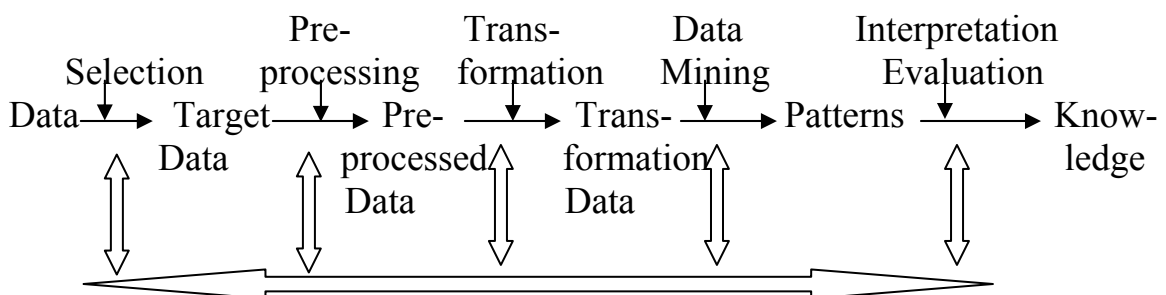 Pre- Trans- Data Interpretation
Selection processing formation Mining Evaluation
Data Target Pre- Trans- Patterns Know-
Data processed formation ledge
Data Data